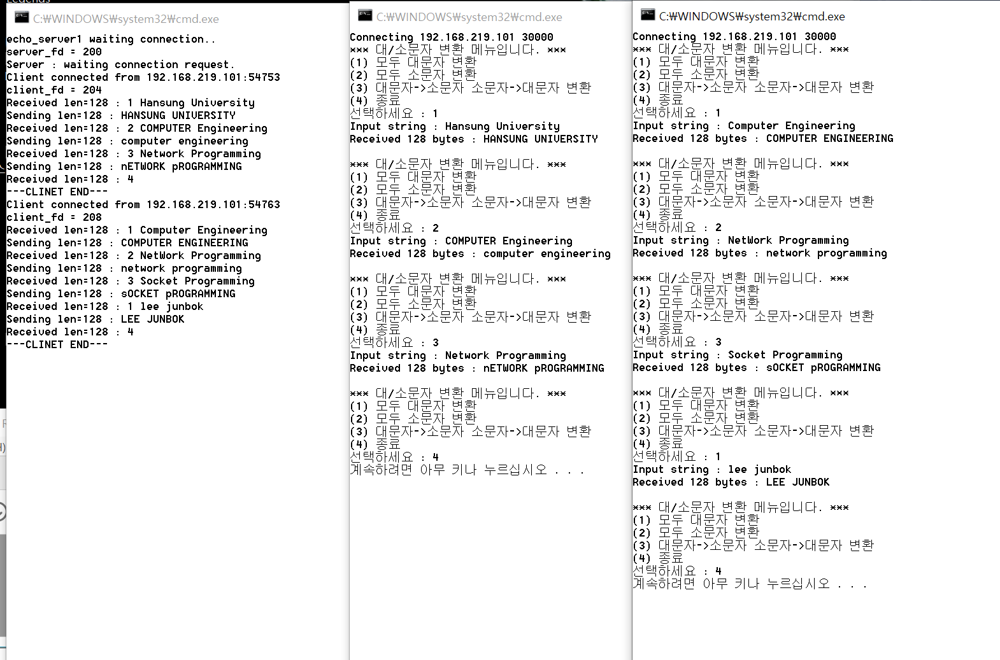 Legends
C:₩WINDOWS₩system32₩cmd.exe
echo_server1 waiting connection..
server_fd = 200
Server : waiting connection request.
Client connected from 192.168.219.101:54753
client_fd = 204
Received len=128 : 1 Hansung University
Sending len=128 : HANSUNG UNIVERSITY
Received len=128 : 2 COMPUTER Engineering
Sending len=128 : computer engineering
Received len=128 : 3 Network Programming
Sending len=128 : nETWORK pROGRAMMING
Received len=128 : 4
---CLINET END---
Client connected from 192.168.219.101:54763
client_fd = 208
Received len=128 : 1 Computer Engineering
Sending len=128 : COMPUTER ENGINEERING
Received len=128 : 2 NetWork Programming
Sending len=128 : network programming
Received len=128 : 3 Socket Programming
Sending len=128 : sOCKET pROGRAMMING
Received len=128 : 1 lee junbok
Sending len=128 : LEE JUNBOK
Received len=128 : 4
---CLINET END---
C:₩WINDOWS₩system32₩cmd.exe
Connecting 192.168.219.101 30000
*** 대/소문자 변환 메뉴입니다. ***
(1) 모두 대문자 변환
(2) 모두 소문자 변환
(3) 대문자->소문자 소문자->대문자 변환
(4) 종료
선택하세요 : 1
Input string : Hansung University
Received 128 bytes : HANSUNG UNIVERSITY
*** 대/소문자 변환 메뉴입니다. ***
(1) 모두 대문자 변환
(2) 모두 소문자 변환
(3) 대문자->소문자 소문자->대문자 변환
(4) 종료
선택하세요 : 2
Input string : COMPUTER Engineering
Received 128 bytes : computer engineering
*** 대/소문자 변환 메뉴입니다. ***
(1) 모두 대문자 변환
(2) 모두 소문자 변환
(3) 대문자->소문자 소문자->대문자 변환
(4) 종료
선택하세요 : 3
Input string : Network Programming
Received 128 bytes : nETWORK pROGRAMMING
*** 대/소문자 변환 메뉴입니다. ***
(1) 모두 대문자 변환
(2) 모두 소문자 변환
(3) 대문자->소문자 소문자->대문자 변환
(4) 종료
선택하세요 : 4
계속하려면 아무 키나 누르십시오 . . .
C:₩WINDOWS₩system32₩cmd.exe
Connecting 192.168.219.101 30000
*** 대/소문자 변환 메뉴입니다. ***
(1) 모두 대문자 변환
(2) 모두 소문자 변환
(3) 대문자->소문자 소문자->대문자 변환
(4) 종료
선택하세요 : 1
Input string : Computer Engineering
Received 128 bytes : COMPUTER ENGINEERING
*** 대/소문자 변환 메뉴입니다. ***
(1) 모두 대문자 변환
(2) 모두 소문자 변환
(3) 대문자->소문자 소문자->대문자 변환
(4) 종료
선택하세요 : 2
Input string : NetWork Programming
Received 128 bytes : network programming
*** 대/소문자 변환 메뉴입니다. ***
(1) 모두 대문자 변환
(2) 모두 소문자 변환
(3) 대문자->소문자 소문자->대문자 변환
(4) 종료
선택하세요 : 3
Input string : Socket Programming
Received 128 bytes : sOCKET pROGRAMMING
*** 대/소문자 변환 메뉴입니다. ***
(1) 모두 대문자 변환
(2) 모두 소문자 변환
(3) 대문자->소문자 소문자->대문자 변환
(4) 종료
선택하세요 : 1
Input string : lee junbok
Received 128 bytes : LEE JUNBOK
*** 대/소문자 변환 메뉴입니다. ***
(1) 모두 대문자 변환
(2) 모두 소문자 변환
(3) 대문자->소문자 소문자->대문자 변환
(4) 종료
선택하세요 : 4
계속하려면 아무 키나 누르십시오 . . .